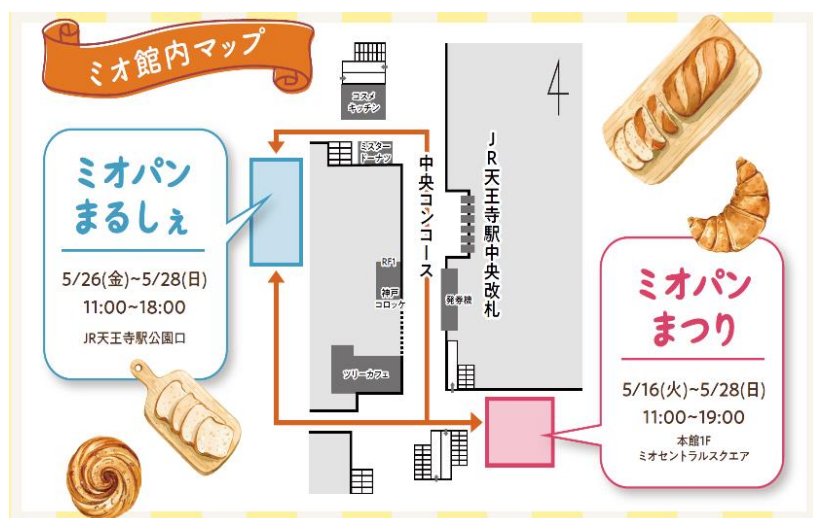 ミオ館内マップ
コスメ
キッチン
ミスター
ドーナツ
中央コンコース
JR天王寺駅中央改札
ミオパン
まるしぇ
5/26(金)~5/28(日)
11:00~18:00
JR天王寺駅公園口
RF1
神戸
コロッケ
発券機
ツリーカフェ
ミオパン
まつり
5/16(火)~5/28(日)
11:00~19:00
本館1F
ミオセントラルスクエア